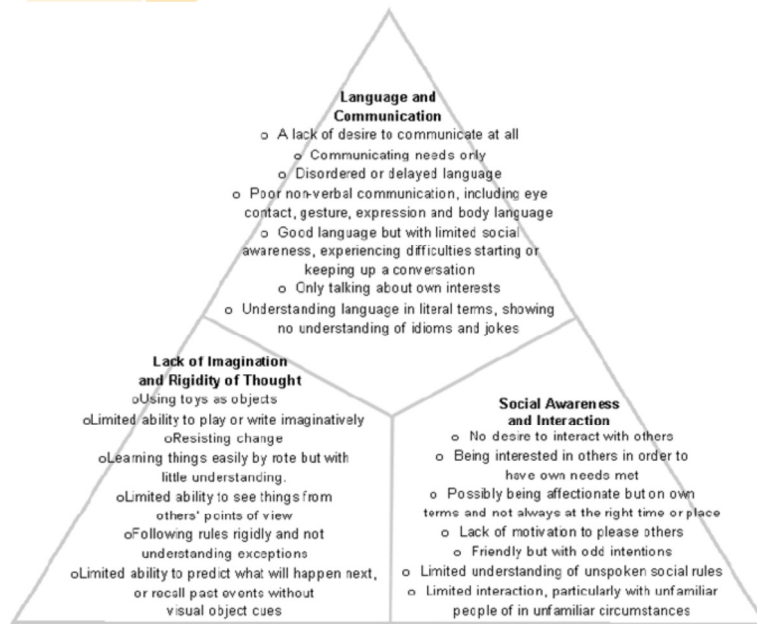 Language and
Communication
o A lack of desire to communicate at all
o Communicating needs only
o Disordered or delayed language
o Poor non-verbal communication, including eye
contact, gesture, expression and body language
o Good language but with limited social
awareness, experiencing difficulties starting or
keeping up a conversation
o Only talking about own interests
o Understanding language in literal terms, showing
no understanding of idioms and jokes
Lack of Imagination
and Rigidity of Thought
oUsing toys as objects
oLimited ability to play or write imaginatively
oResisting change
oLearning things easily by rote but with
little understanding.
oLimited ability to see things from
others' points of view
oFollowing rules rigidly and not
understanding exceptions
oLimited ability to predict what will happen next,
or recall past events without
visual object cues
Social Awareness
and Interaction
o No desire to interact with others
o Being interested in others in order to
have own needs met
o Possibly being affectionate but on own
terms and not always at the right time or place
o Lack of motivation to please others
o Friendly but with odd intentions
o Limited understanding of unspoken social rules
o Limited interaction, particularly with unfamiliar
people of in unfamiliar circumstances